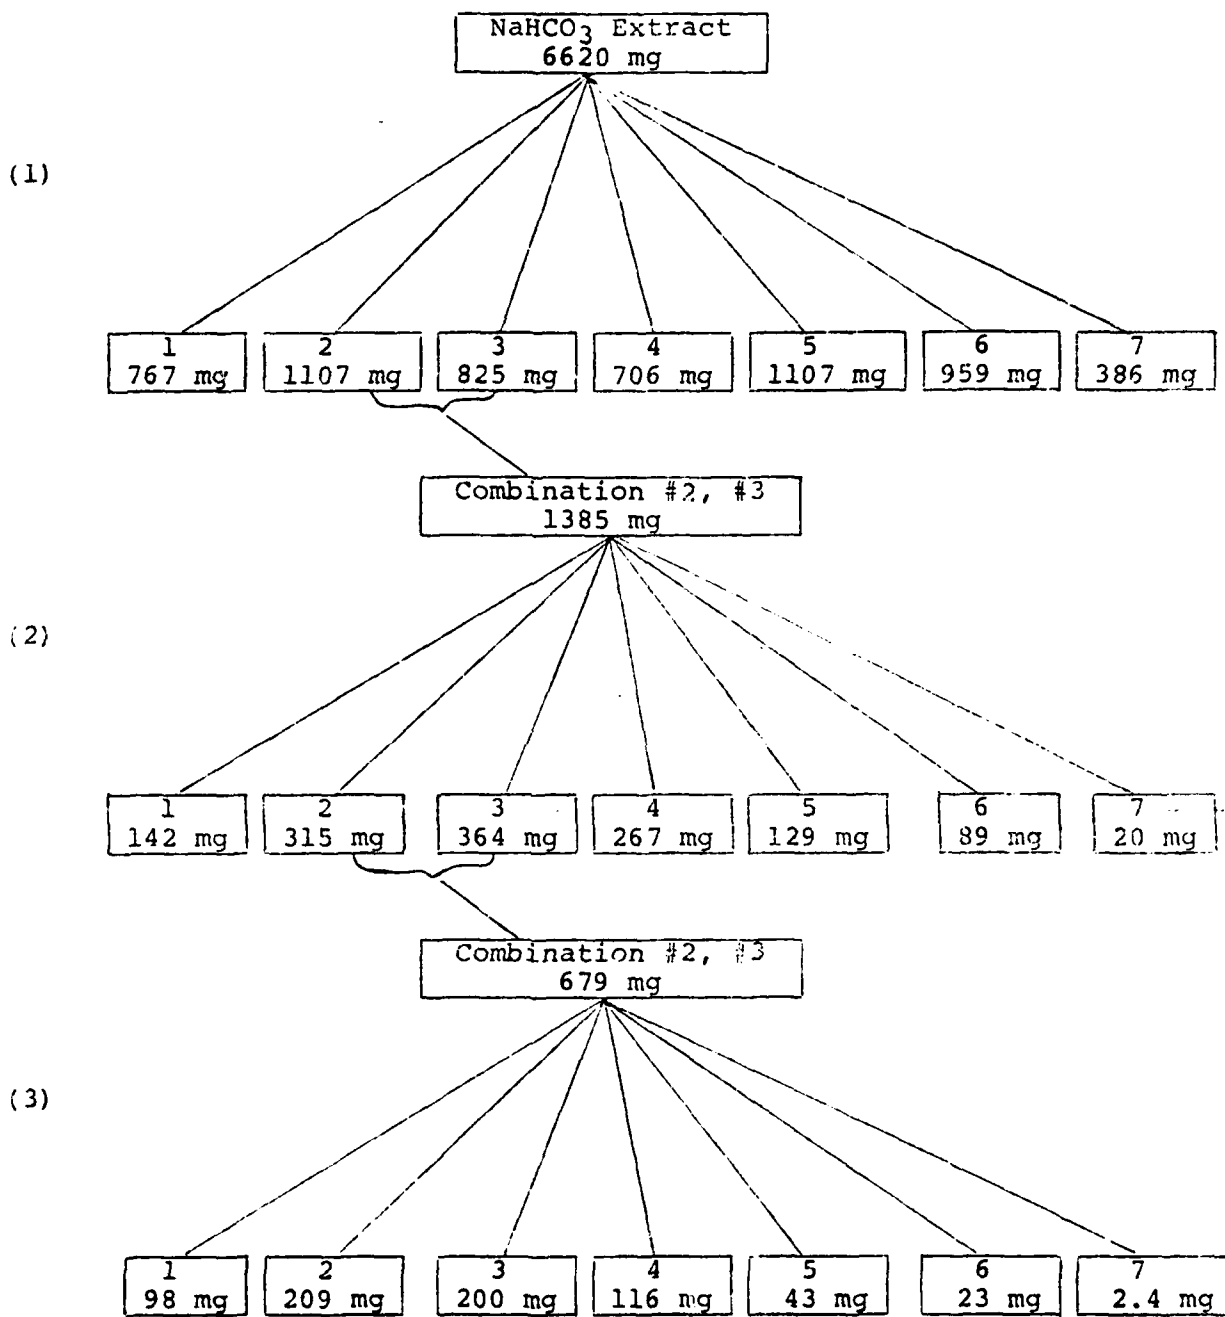 NaHCO3 Extract
6620 mg
(1)
1
767 mg
2
1107 mg
3
825 mg
4
706 mg
5
1107 mg
6
959 mg
7
386 mg
Combination #2, #3
1385 mg
(2)
1
142 mg
2
315 mg
3
364 mg
4
267 mg
5
129 mg
6
89 mg
7
20 mg
Combination #2, #3
679 mg
(3)
1
98 mg
2
209 mg
3
200 mg
4
116 mg
5
43 mg
6
23 mg
7
2.4 mg